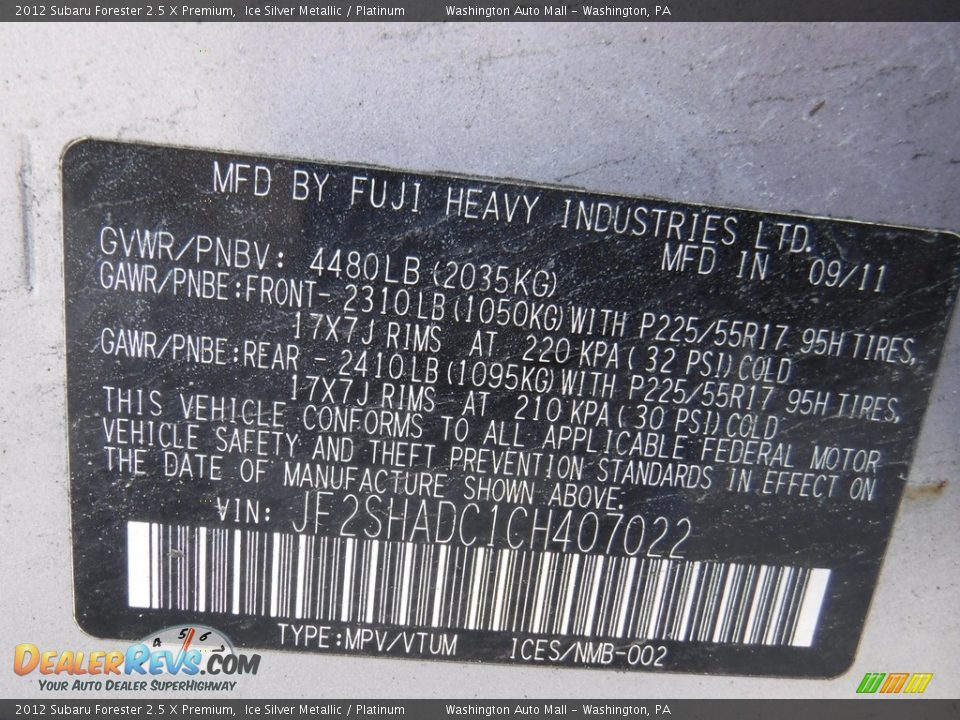 2012 Subaru Forester 2.5 X Premium, Ice Silver Metallic / Platinum Washington Auto Mall - Washington, PA
MFD BY FUJI HEAVY INDUSTRIES LTD.
GVWR/PNBV: 4480LB (2035KG) MFD IN 09/11
GAWR/PNBE:FRONT- 2310LB (1050KG) WITH P225/55R17 95H TIRES,
17X7J RIMS AT 220 KPA ( 32 PSI) COLD
GAWR/PNBE:REAR - 2410LB (1095KG) WITH P225/55R17 95H TIRES,
17X7J RIMS AT 210 KPA ( 30 PSI) COLD
THIS VEHICLE CONFORMS TO ALL APPLICABLE FEDERAL MOTOR
VEHICLE SAFETY AND THEFT PREVENTION STANDARDS IN EFFECT ON
THE DATE OF MANUFACTURE SHOWN ABOVE.
VIN: JF2SHADC1CH407022
TYPE:MPV/VTUM ICES/NMB-002
4 5 6
DEALERREVS.COM
YOUR AUTO DEALER SUPERHIGHWAY
2012 Subaru Forester 2.5 X Premium, Ice Silver Metallic / Platinum Washington Auto Mall - Washington, PA